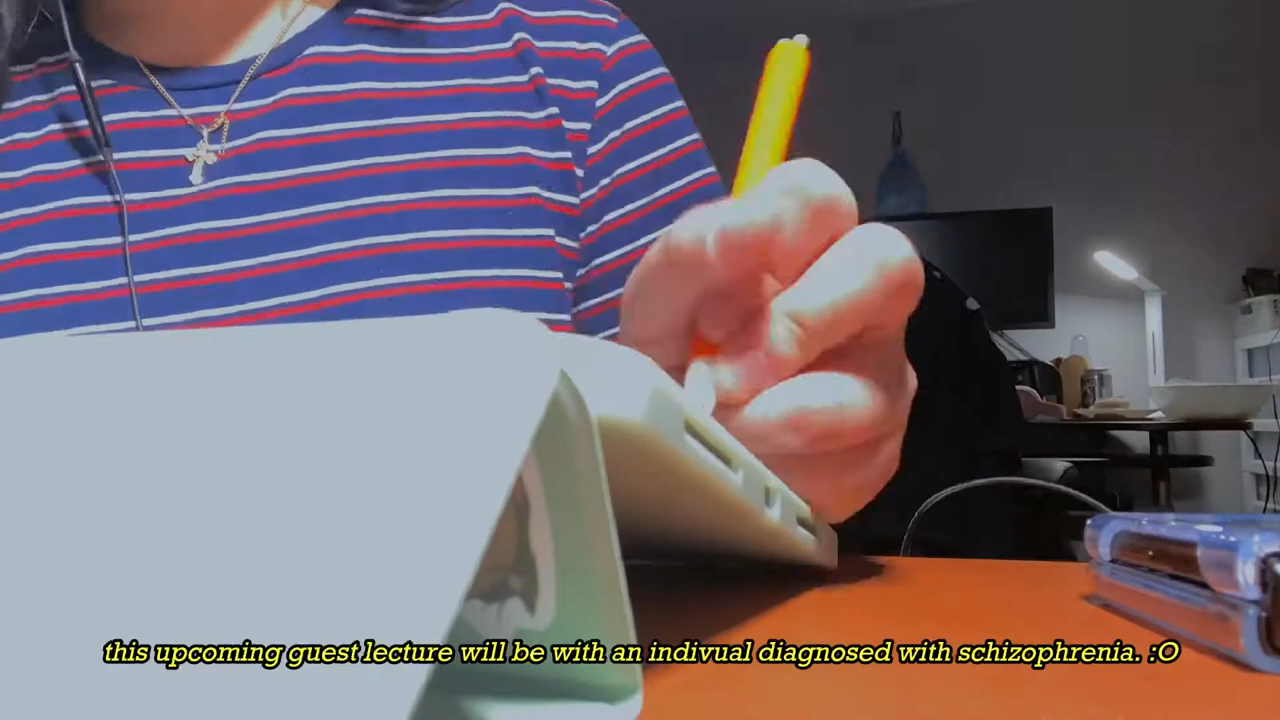 this upcoming guest lecture will be with an indivual diagnosed with schizophrenia. :O